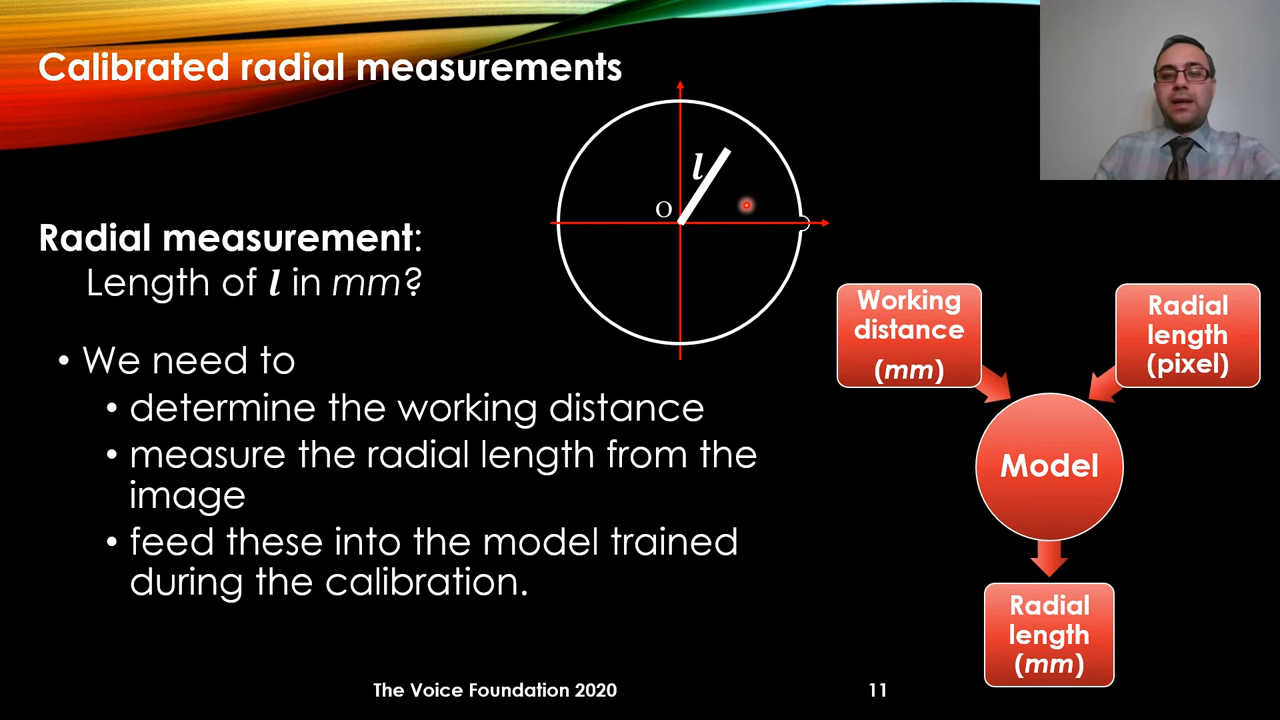 Calibrated radial measurements
l
O
Radial measurement:
Length of l in mm?
• We need to
• determine the working distance
• measure the radial length from the
image
• feed these into the model trained
during the calibration.
Working
distance
(mm)
Radial
length
(pixel)
Model
Radial
length
(mm)
The Voice Foundation 2020
11